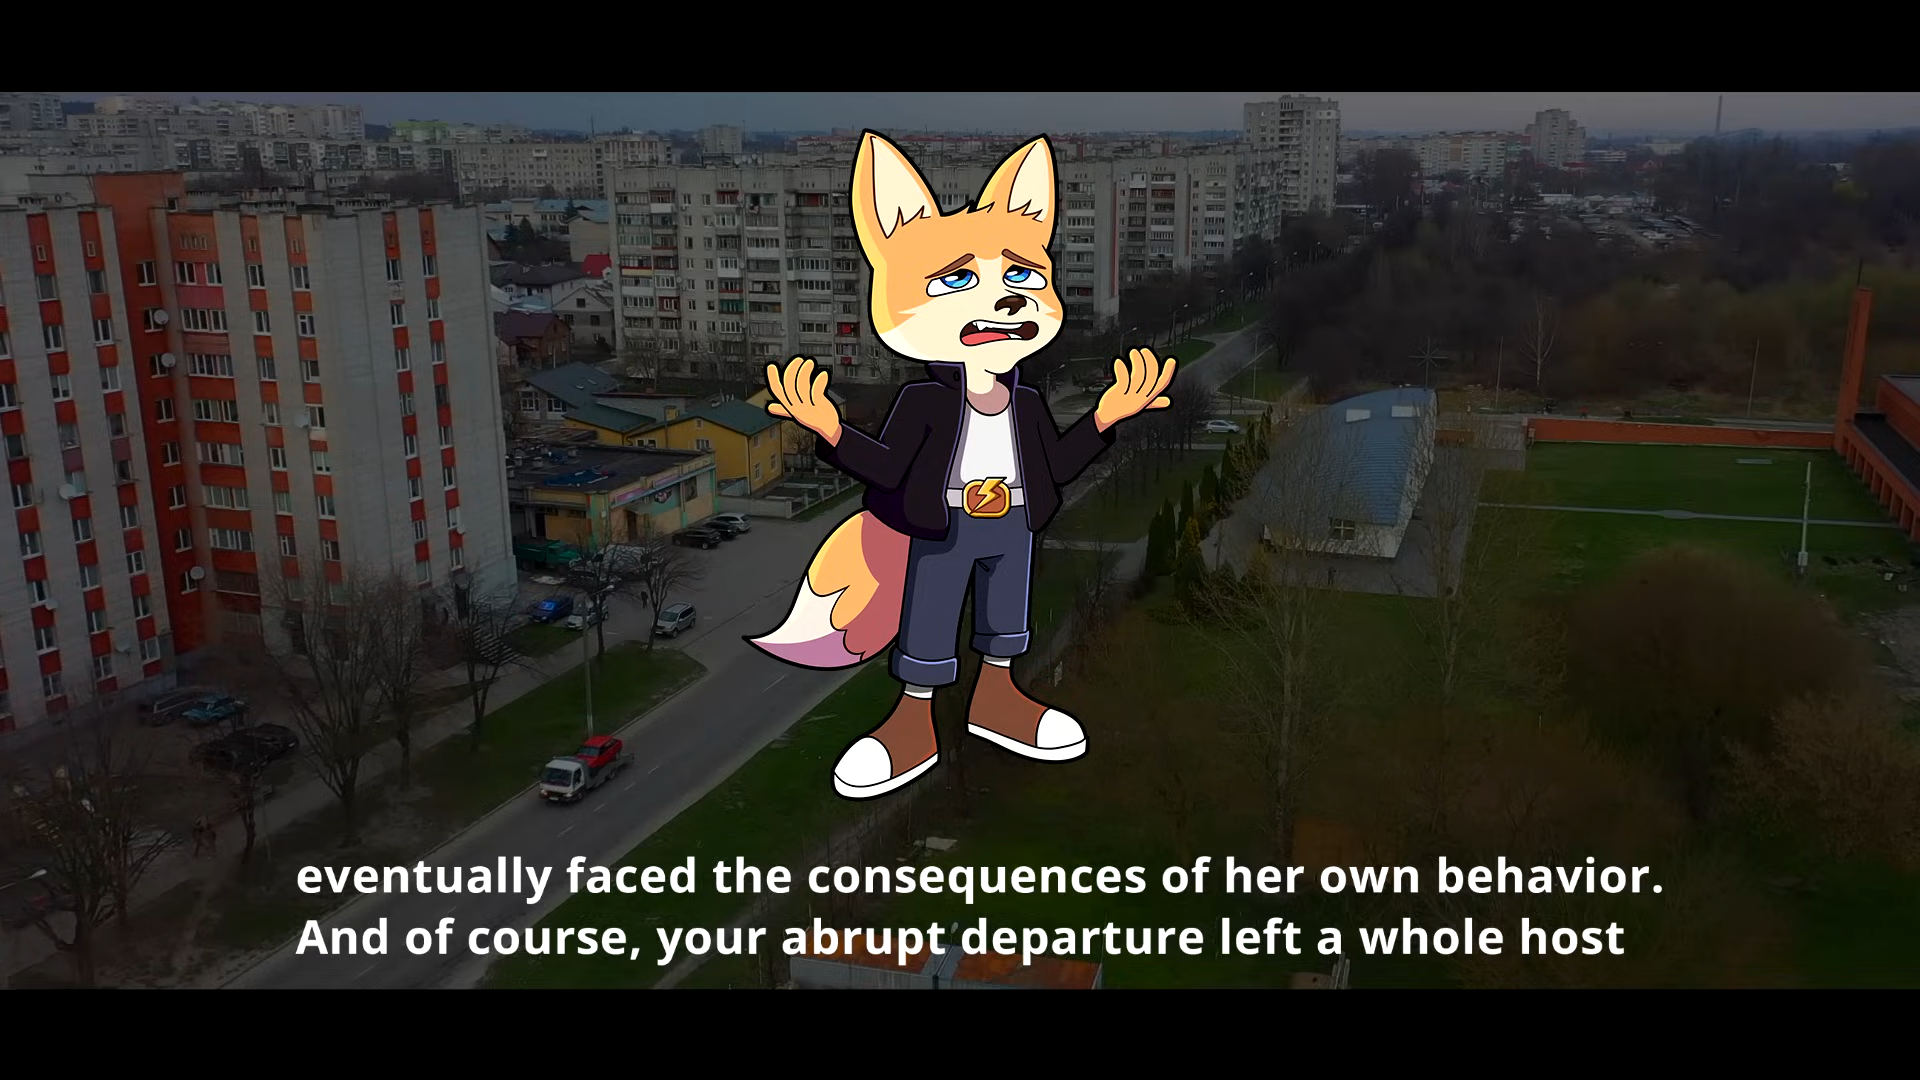 eventually faced the consequences of her own behavior.
And of course, your abrupt departure left a whole host